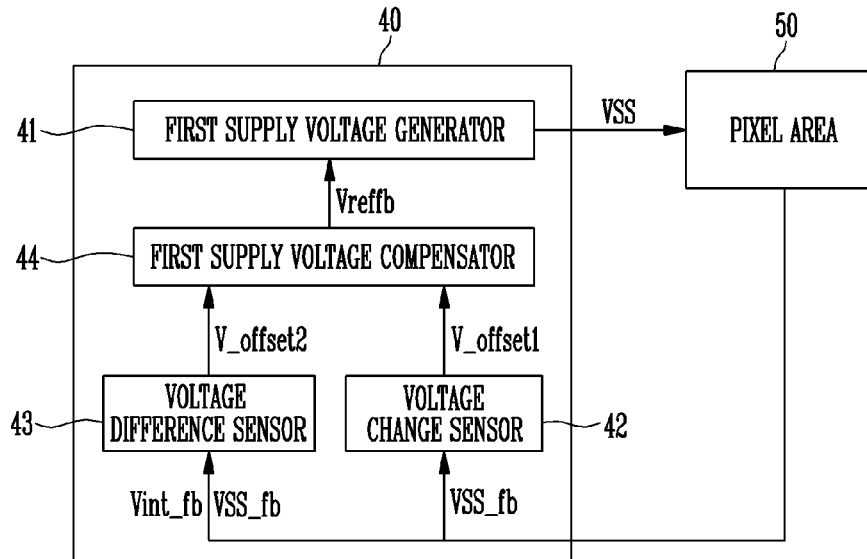 40
50
41
FIRST SUPPLY VOLTAGE GENERATOR
VSS
PIXEL AREA
Vreffb
44
FIRST SUPPLY VOLTAGE COMPENSATOR
V_offset2
V_offset1
43
VOLTAGE
DIFFERENCE SENSOR
VOLTAGE
CHANGE SENSOR
42
Vint_fb
VSS_fb
VSS_fb